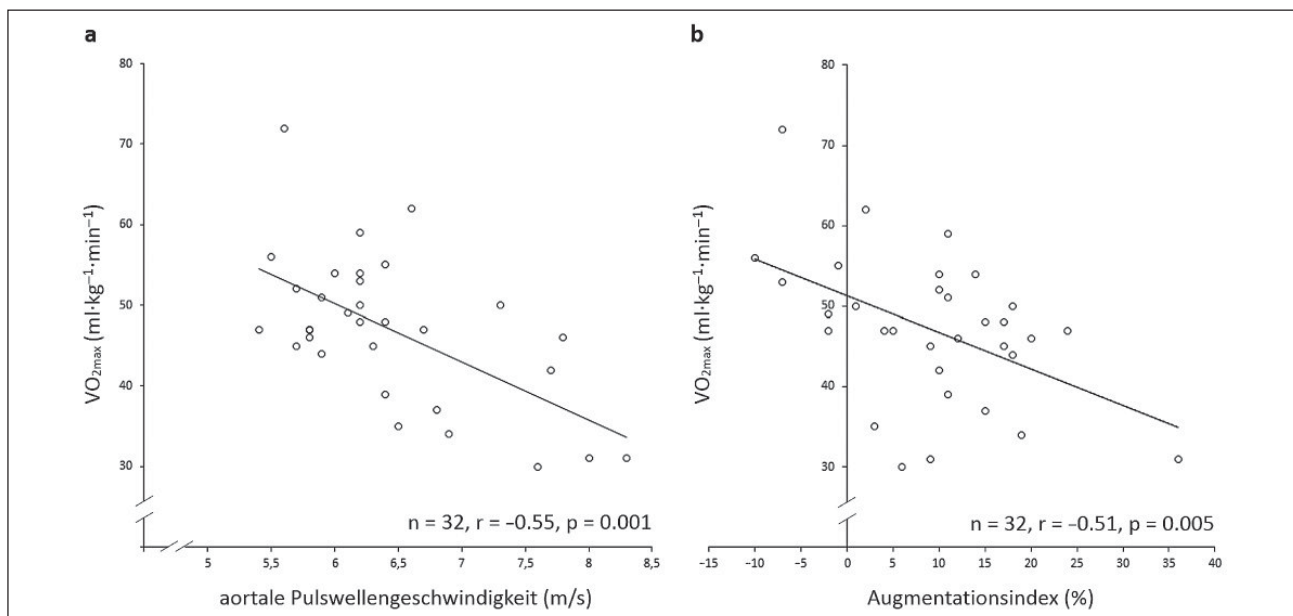 a
80
70
60
50
40
30
VO2max (ml·kg⁻¹·min⁻¹)
n = 32, r = –0.55, p = 0.001
5 5,5 6 6,5 7 7,5 8 8,5
aortale Pulswellengeschwindigkeit (m/s)
b
80
70
60
50
40
30
VO2max (ml·kg⁻¹·min⁻¹)
n = 32, r = –0.51, p = 0.005
–15 –10 –5 0 5 10 15 20 25 30 35 40
Augmentationsindex (%)